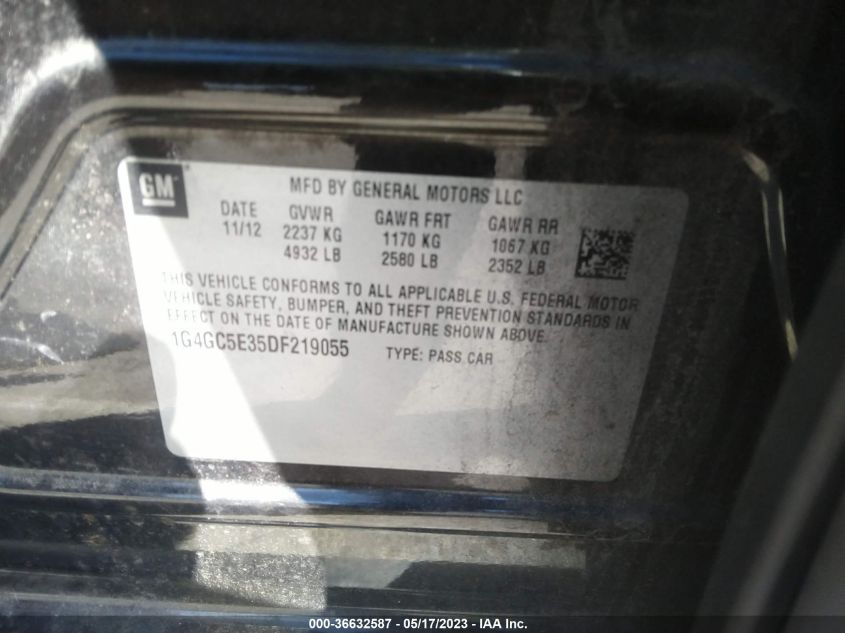 GM
MFD BY GENERAL MOTORS LLC
DATE GVWR GAWR FRT GAWR RR
11/12 2237 KG 1170 KG 1067 KG
4932 LB 2580 LB 2352 LB
THIS VEHICLE CONFORMS TO ALL APPLICABLE U.S. FEDERAL MOTOR
VEHICLE SAFETY, BUMPER, AND THEFT PREVENTION STANDARDS IN
EFFECT ON THE DATE OF MANUFACTURE SHOWN ABOVE.
1G4GC5E35DF219055 TYPE: PASS CAR
000-36632587 - 05/17/2023 - IAA Inc.